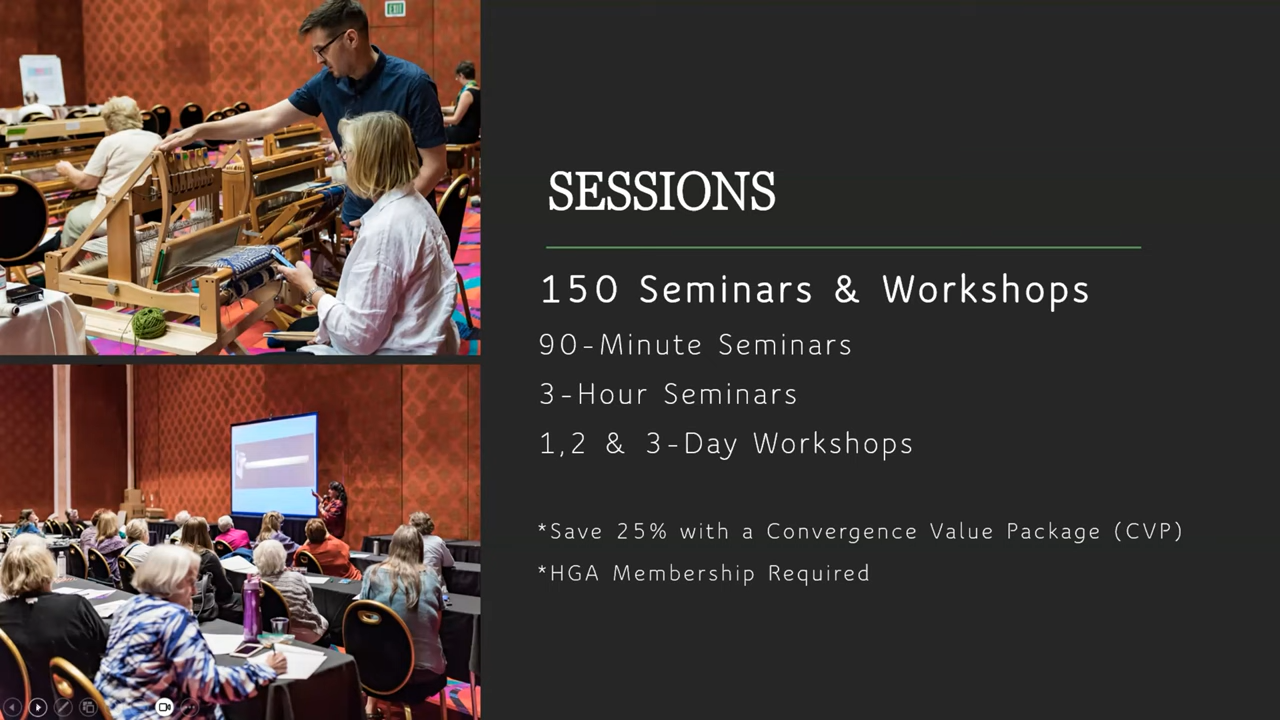 EXIT
SESSIONS
150 Seminars & Workshops
90-Minute Seminars
3-Hour Seminars
1,2 & 3-Day Workshops
*Save 25% with a Convergence Value Package (CVP)
*HGA Membership Required